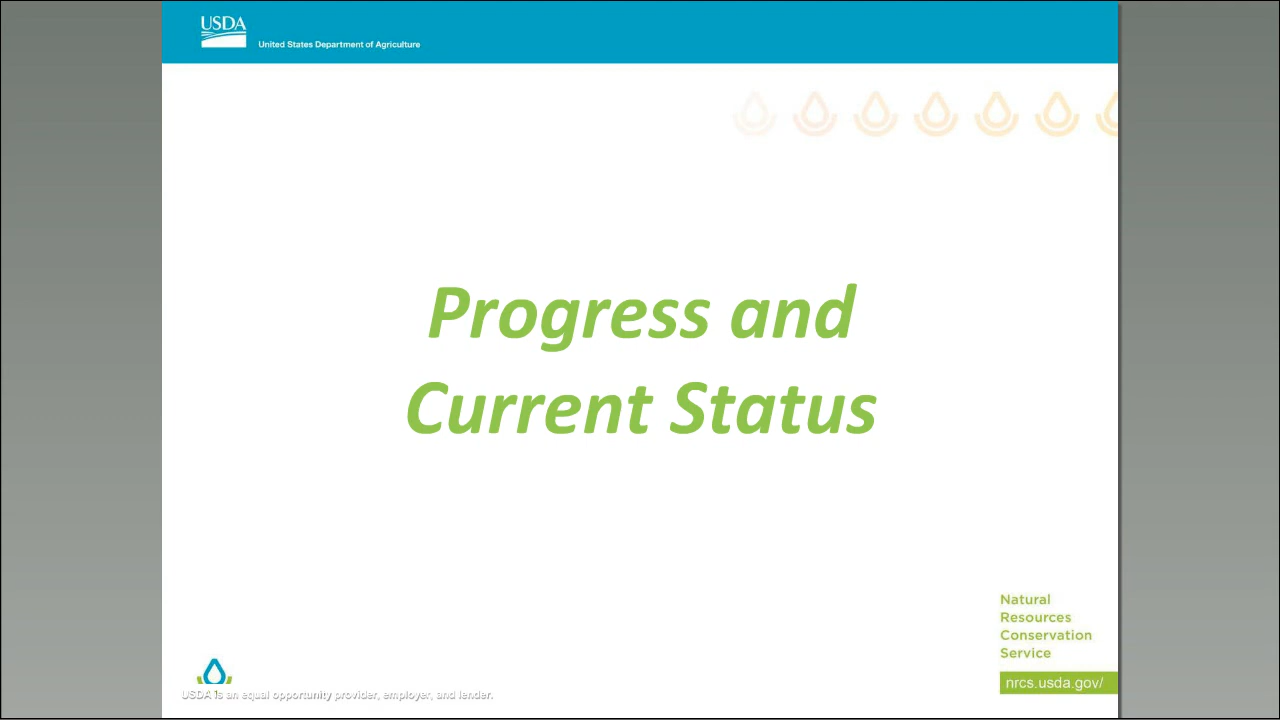 USDA
United States Department of Agriculture
Progress and
Current Status
Natural
Resources
Conservation
Service
nrcs.usda.gov/
USDA is an equal opportunity provider, employer, and lender.